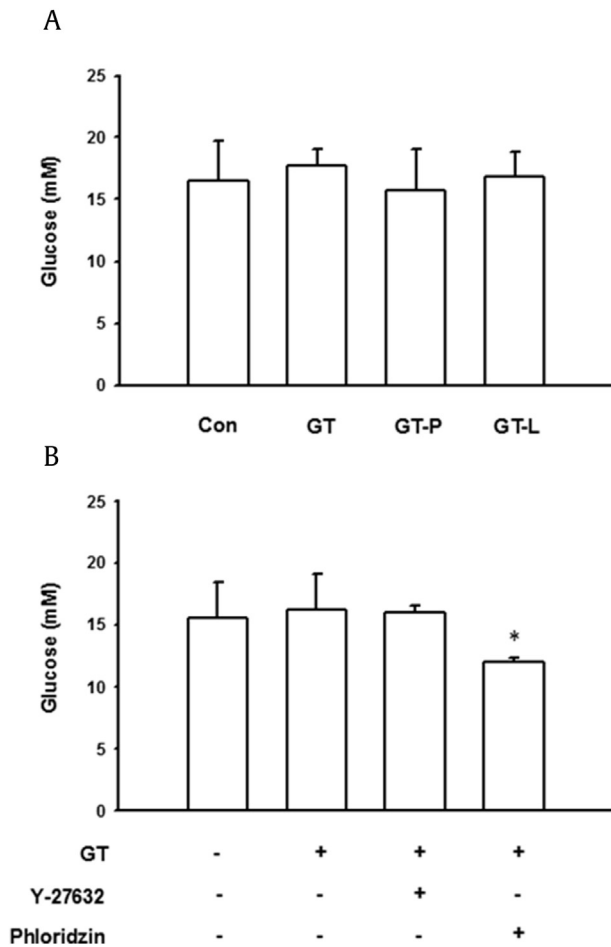 A
25
20
15
10
5
0
Glucose (mM)
Con GT GT-P GT-L
B
25
20
15
10
5
0
Glucose (mM)
*
GT - + + +
Y-27632 - - + -
Phloridzin - - - +